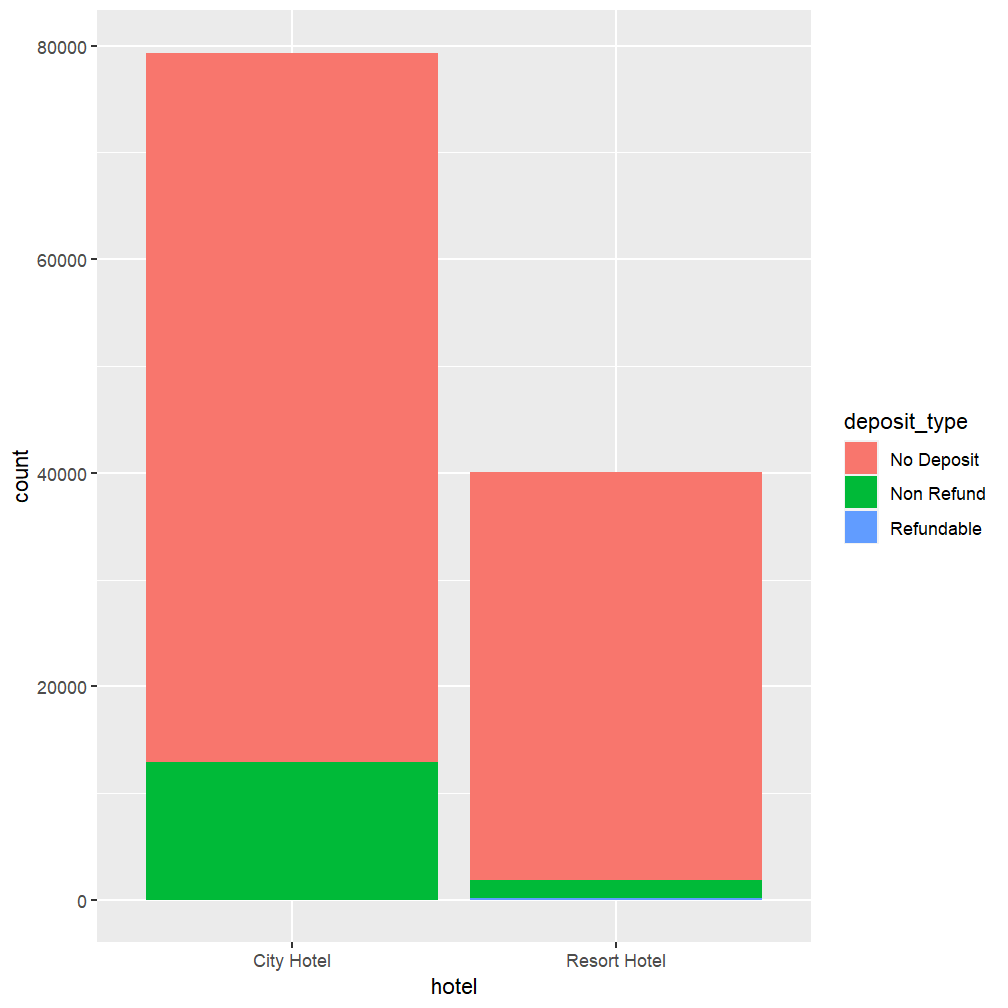 80000
60000
40000
20000
0
count
City Hotel
Resort Hotel
hotel
deposit_type
No Deposit
Non Refund
Refundable